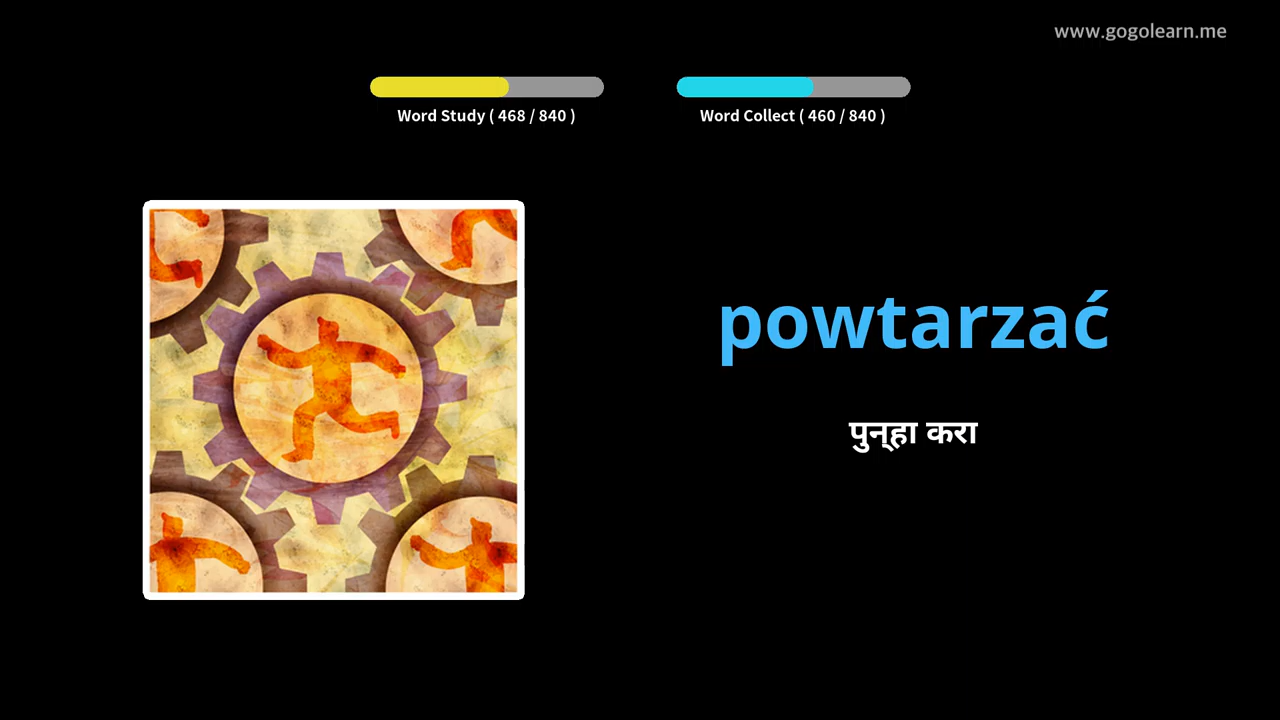 www.gogolearn.me
Word Study ( 468 / 840 )
Word Collect ( 460 / 840 )
powtarzać
पुन्हा करा